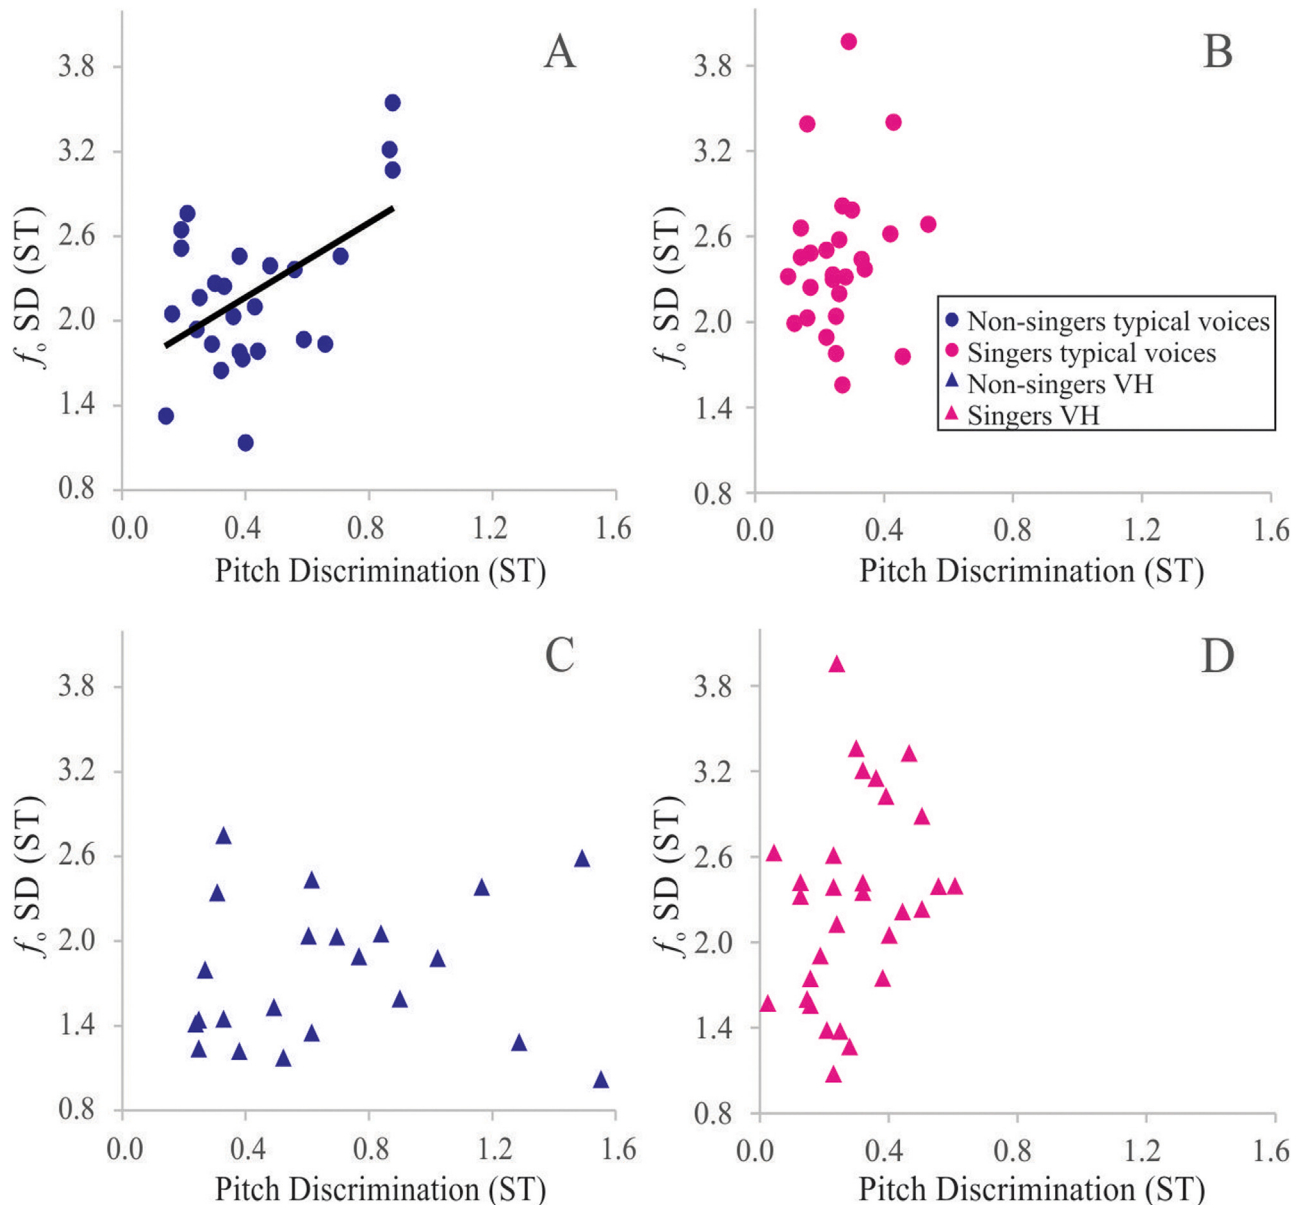 A
3.8
3.2
2.6
2.0
1.4
0.8
fo SD (ST)
0.0 0.4 0.8 1.2 1.6
Pitch Discrimination (ST)
B
3.8
3.2
2.6
2.0
1.4
0.8
fo SD (ST)
Non-singers typical voices
Singers typical voices
Non-singers VH
Singers VH
0.0 0.4 0.8 1.2 1.6
Pitch Discrimination (ST)
C
3.8
3.2
2.6
2.0
1.4
0.8
fo SD (ST)
0.0 0.4 0.8 1.2 1.6
Pitch Discrimination (ST)
D
3.8
3.2
2.6
2.0
1.4
0.8
fo SD (ST)
0.0 0.4 0.8 1.2 1.6
Pitch Discrimination (ST)